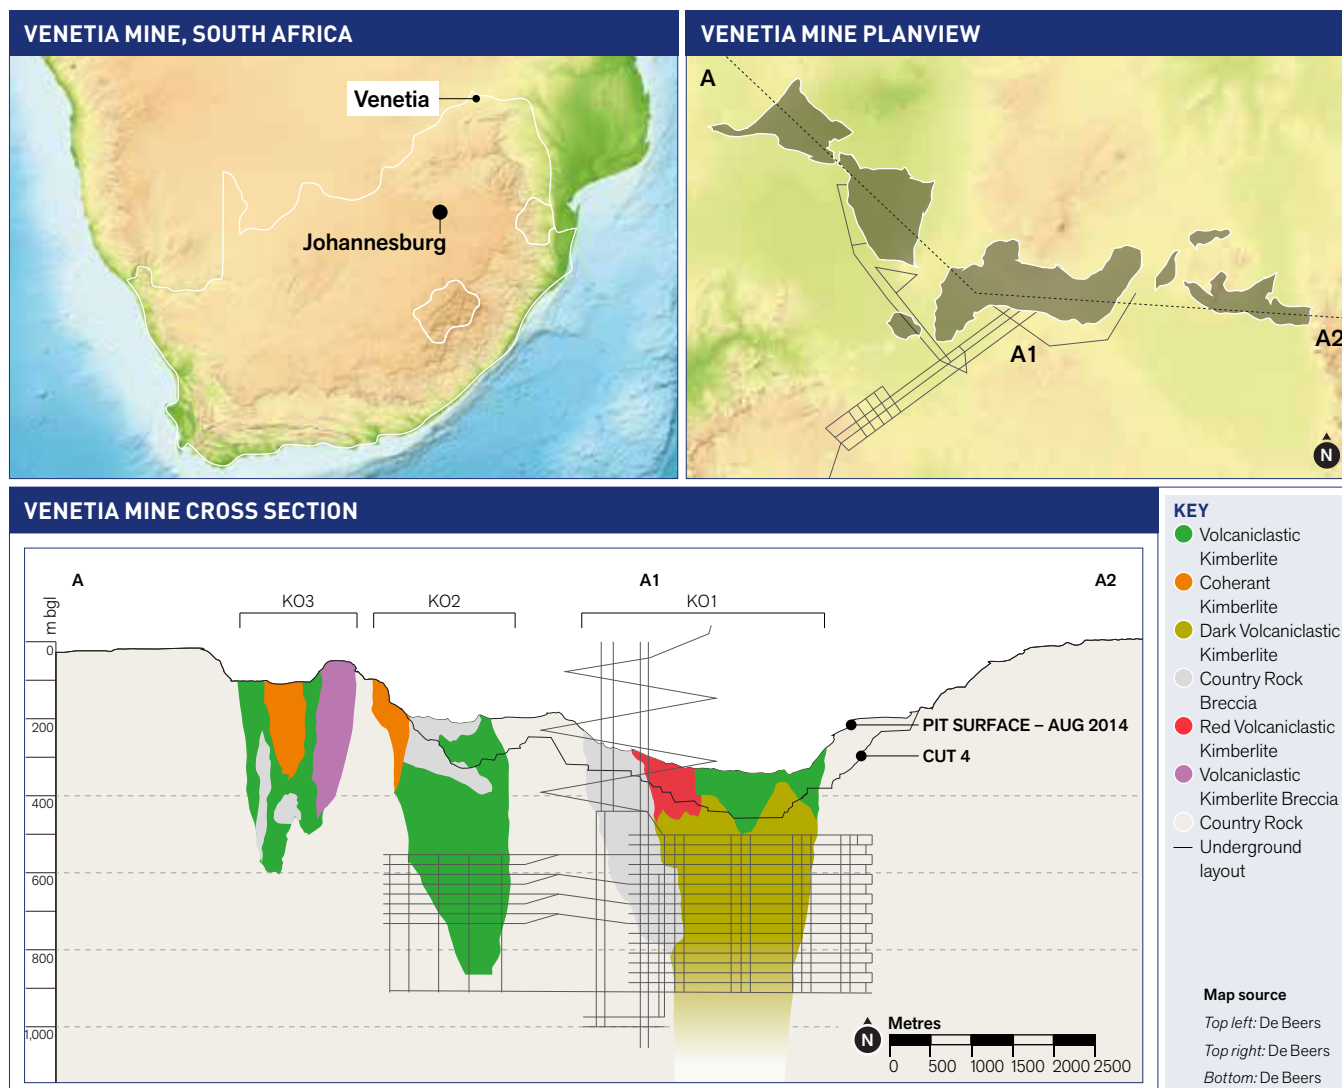 VENETIA MINE, SOUTH AFRICA
Venetia
Johannesburg
VENETIA MINE PLANVIEW
A
A1
A2
N
VENETIA MINE CROSS SECTION
A
A1
A2
m bgl
KO3
KO2
KO1
0
200
400
600
800
1,000
PIT SURFACE – AUG 2014
CUT 4
N
Metres
0
500
1000
1500
2000
2500
KEY
Volcaniclastic
Kimberlite
Coherant
Kimberlite
Dark Volcaniclastic
Kimberlite
Country Rock
Breccia
Red Volcaniclastic
Kimberlite
Volcaniclastic
Kimberlite Breccia
Country Rock
Underground
layout
Map source
Top left: De Beers
Top right: De Beers
Bottom: De Beers